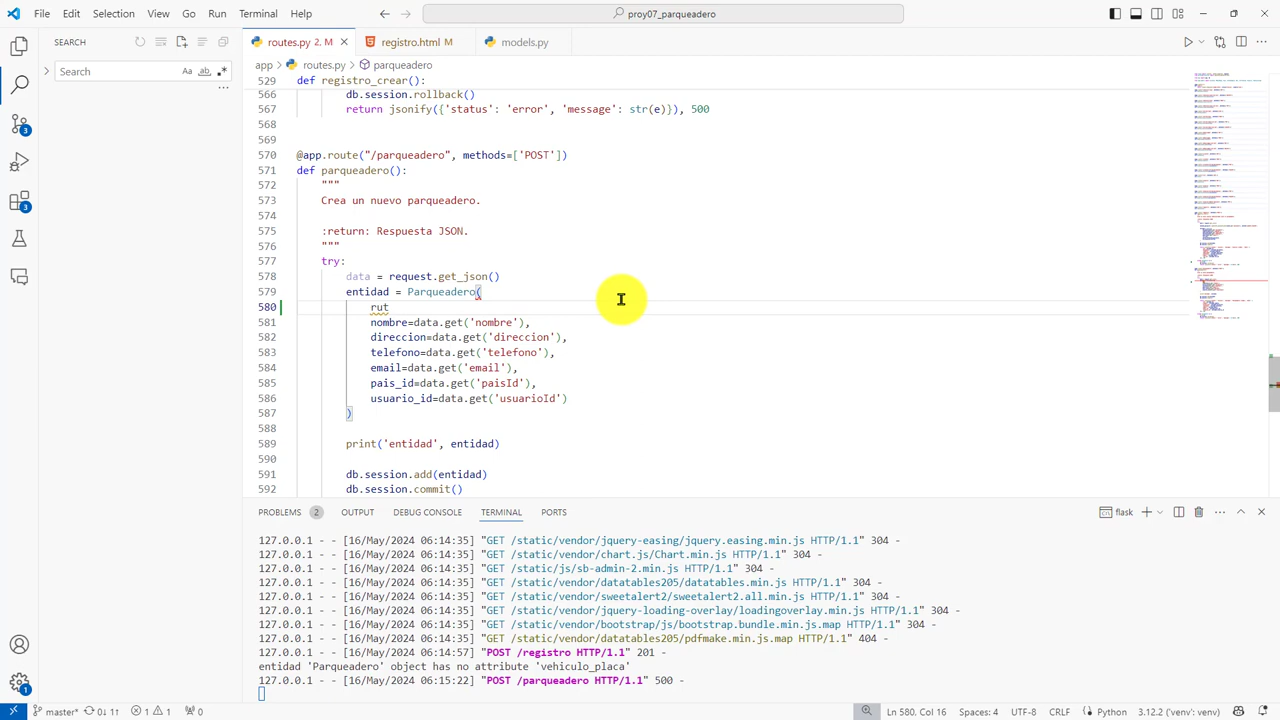 File Edit Selection View Go Run Terminal Help
proy07_parqueadero
SEARCH
Search
Aa ab .*
routes.py 2, M
registro.html M
models.py
app > routes.py > parqueadero
529 def registro_crear():
566 db.session.rollback()
567 return
568
569
570 @app.route("/parqueadero", methods=['POST'])
571 def parqueadero():
572 """
573 Crea un nuevo parqueadero.
574
575 :return: Respuesta JSON.
576 """
577 try:
578 data = request.get_json()
579
580 rut
581 nombre=data.get('nombre'),
582 direccion=data.get('direccion'),
583 telefono=data.get('telefono'),
584 email=data.get('email'),
585 pais_id=data.get('paisId'),
586 usuario_id=data.get('usuarioId')
587 )
588
589 print('entidad', entidad)
590
591 db.session.add(entidad)
592 db.session.commit()
PROBLEMS 2 OUTPUT DEBUG CONSOLE TERMINAL PORTS
flask
127.0.0.1 - - [16/May/2024 06:14:35] "GET /static/vendor/jquery-easing/jquery.easing.min.js HTTP/1.1" 304 -
127.0.0.1 - - [16/May/2024 06:14:35] "GET /static/vendor/chart.js/Chart.min.js HTTP/1.1" 304 -
127.0.0.1 - - [16/May/2024 06:14:35] "GET /static/js/sb-admin-2.min.js HTTP/1.1" 304 -
127.0.0.1 - - [16/May/2024 06:14:35] "GET /static/vendor/datatables205/datatables.min.js HTTP/1.1" 304 -
127.0.0.1 - - [16/May/2024 06:14:35] "GET /static/vendor/sweetalert2/sweetalert2.all.min.js HTTP/1.1" 304 -
127.0.0.1 - - [16/May/2024 06:14:35] "GET /static/vendor/jquery-loading-overlay/loadingoverlay.min.js HTTP/1.1" 304 -
127.0.0.1 - - [16/May/2024 06:14:35] "GET /static/vendor/bootstrap/js/bootstrap.bundle.min.js.map HTTP/1.1" 304 -
127.0.0.1 - - [16/May/2024 06:14:35] "GET /static/vendor/datatables205/pdfmake.min.js.map HTTP/1.1" 404 -
127.0.0.1 - - [16/May/2024 06:14:57] "POST /registro HTTP/1.1" 201 -
entidad 'Parqueadero' object has no attribute 'vehiculo_placa'
127.0.0.1 - - [16/May/2024 06:15:22] "POST /parqueadero HTTP/1.1" 500 -
master* 0↓ 1↑ 1 1 0 Ln 580, Col 16 Spaces: 4 UTF-8 CRLF Python 3.12.2 ('venv': venv)